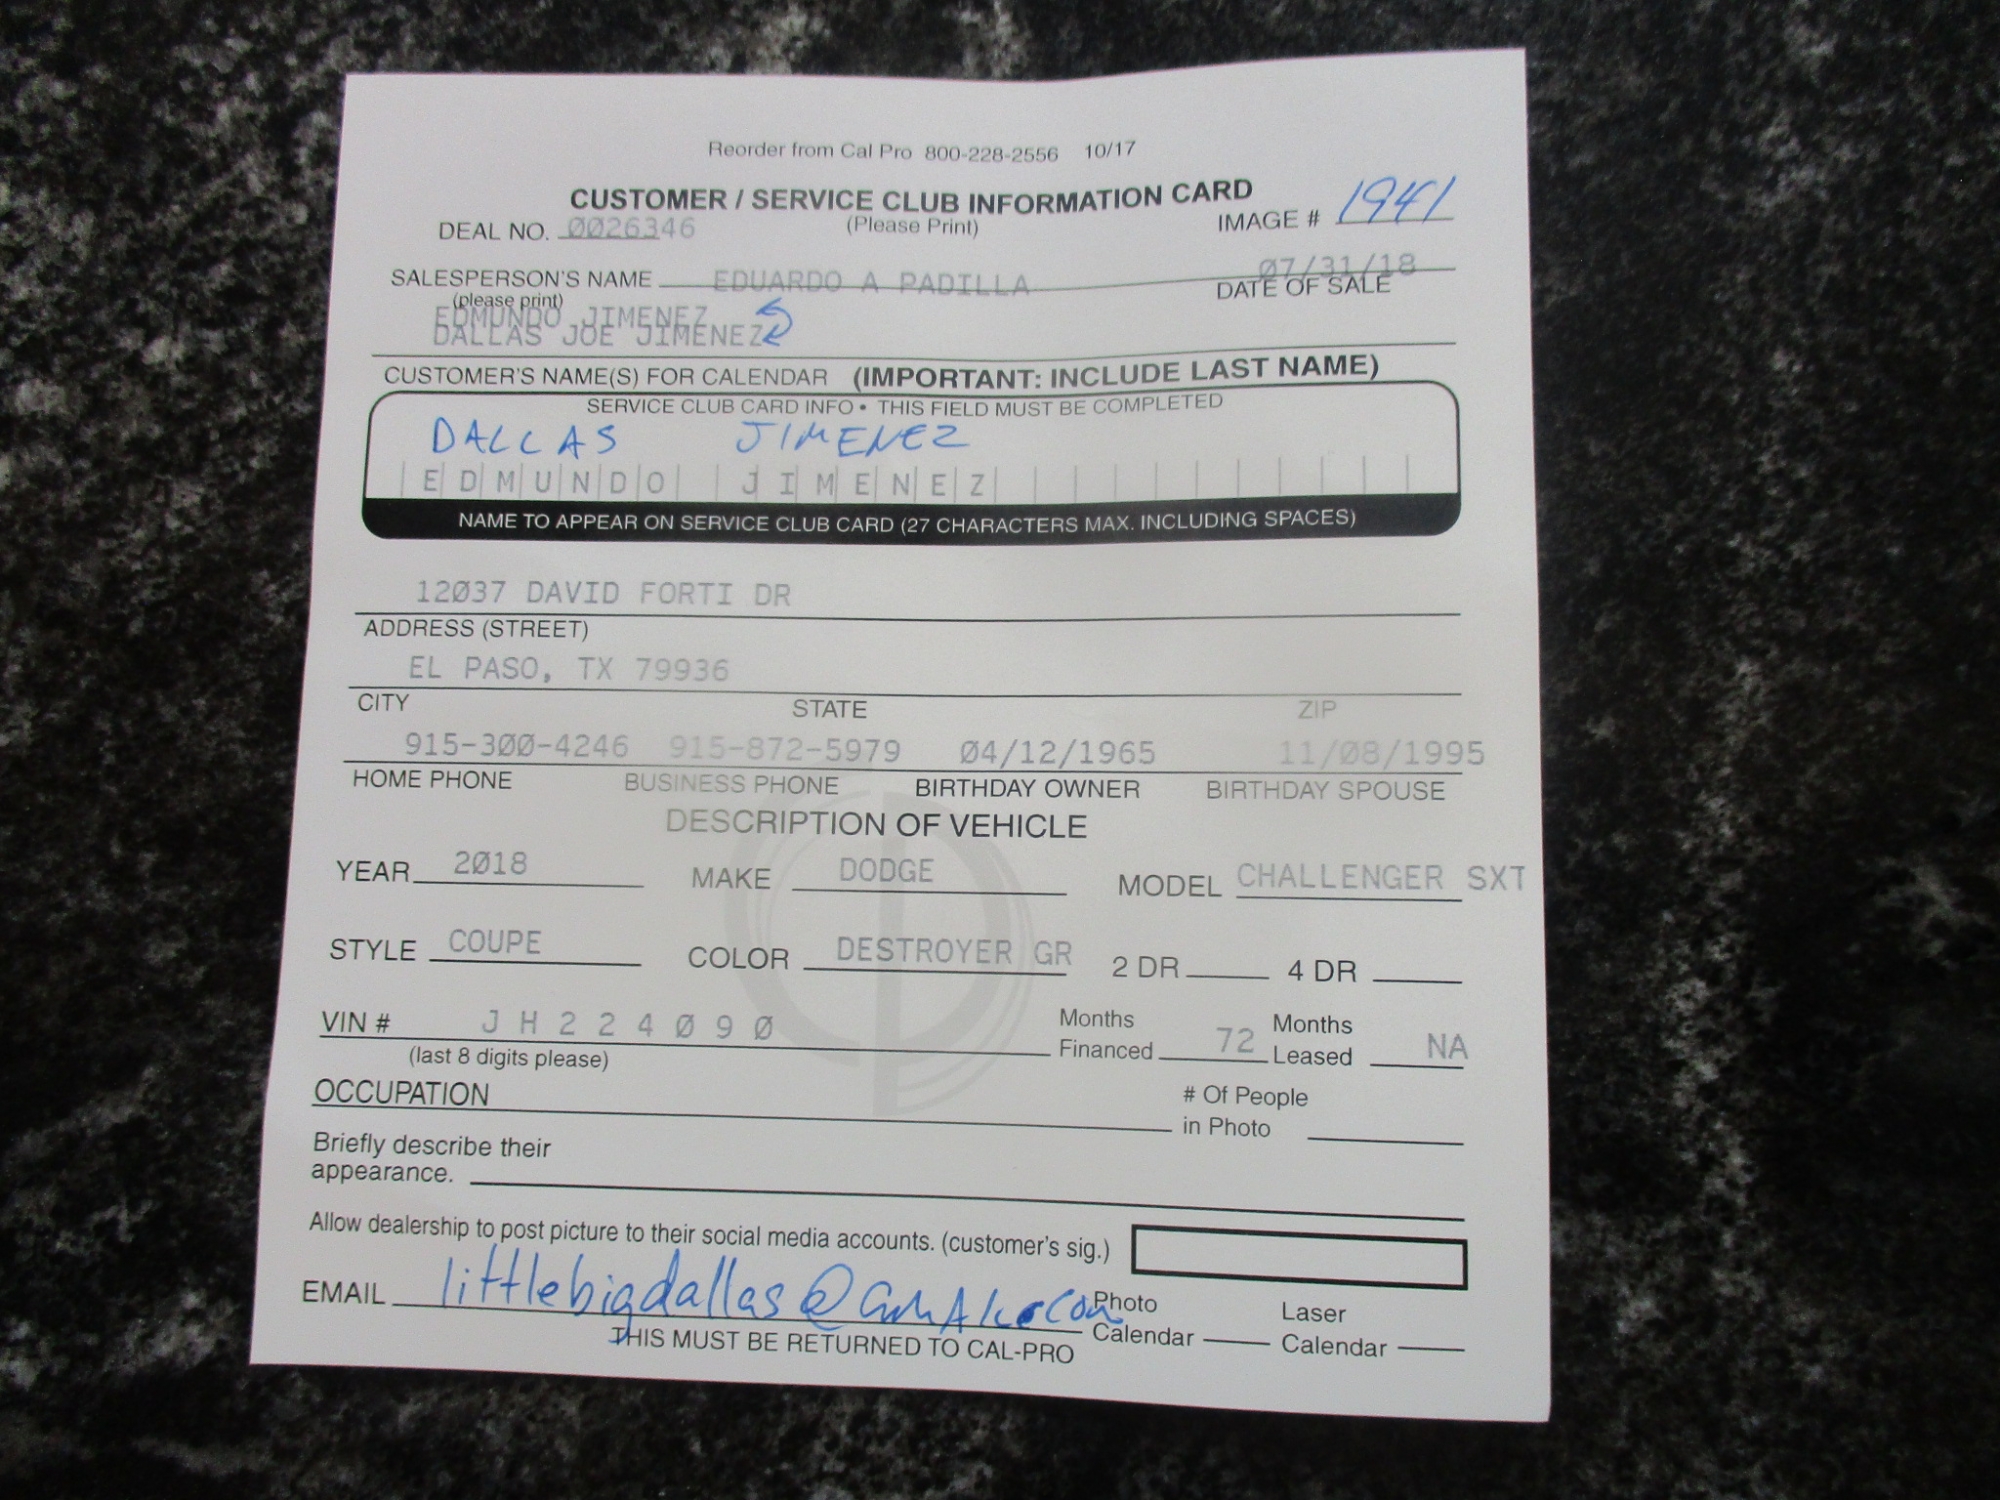 Reorder from Cal Pro 800-228-2556 10/17
CUSTOMER / SERVICE CLUB INFORMATION CARD
DEAL NO. 0026346 (Please Print) IMAGE # 1941
SALESPERSON'S NAME EDUARDO A PADILLA 07/31/18
(please print) DATE OF SALE
EDMUNDO JIMENEZ
DALLAS JOE JIMENEZ
CUSTOMER'S NAME(S) FOR CALENDAR (IMPORTANT: INCLUDE LAST NAME)
SERVICE CLUB CARD INFO • THIS FIELD MUST BE COMPLETED
DALLAS JIMENEZ
EDMUNDO JIMENEZ
NAME TO APPEAR ON SERVICE CLUB CARD (27 CHARACTERS MAX. INCLUDING SPACES)
12037 DAVID FORTI DR
ADDRESS (STREET)
EL PASO, TX 79936
CITY STATE ZIP
915-300-4246 915-872-5979 04/12/1965 11/08/1995
HOME PHONE BUSINESS PHONE BIRTHDAY OWNER BIRTHDAY SPOUSE
DESCRIPTION OF VEHICLE
YEAR 2018 MAKE DODGE MODEL CHALLENGER SXT
STYLE COUPE COLOR DESTROYER GR 2 DR 4 DR
VIN # JH224090 Months Financed 72 Months Leased NA
(last 8 digits please)
OCCUPATION # Of People in Photo
Briefly describe their
appearance.
Allow dealership to post picture to their social media accounts. (customer's sig.)
EMAIL Photo Calendar Laser Calendar
THIS MUST BE RETURNED TO CAL-PRO